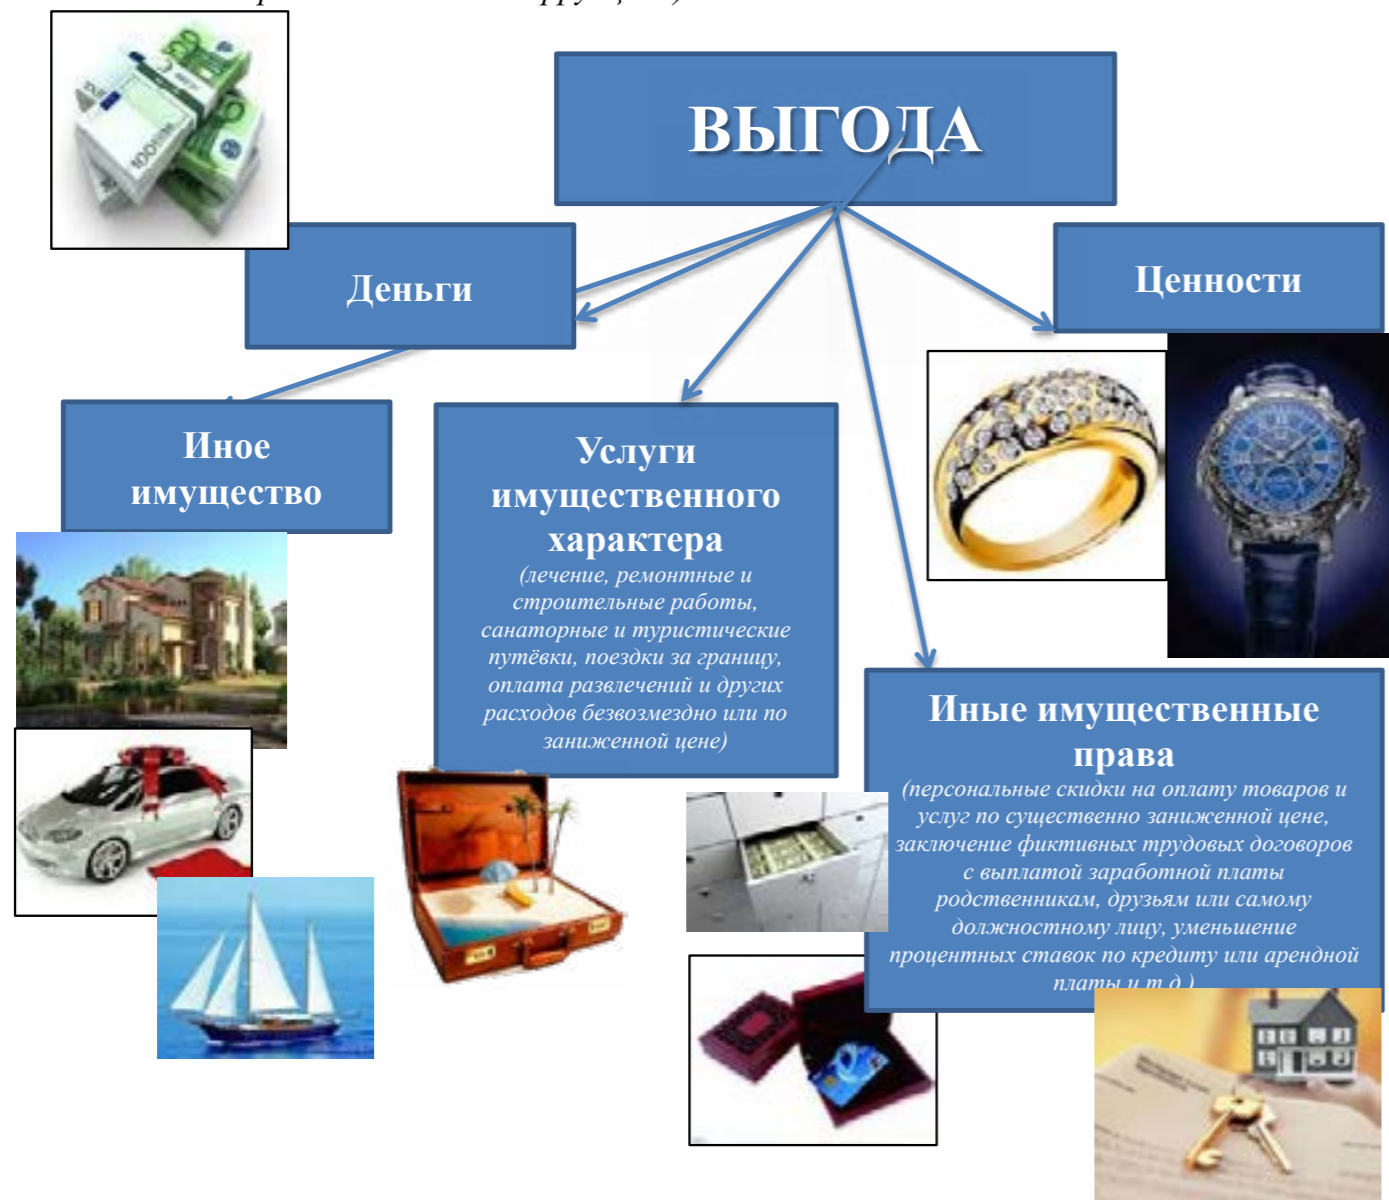 ВЫГОДА
Деньги
Ценности
Иное
имущество
Услуги
имущественного
характера
(лечение, ремонтные и
строительные работы,
санаторные и туристические
путёвки, поездки за границу,
оплата развлечений и других
расходов безвозмездно или по
заниженной цене)
Иные имущественные
права
(персональные скидки на оплату товаров и
услуг по существенно заниженной цене,
заключение фиктивных трудовых договоров
с выплатой заработной платы
родственникам, друзьям или самому
должностному лицу, уменьшение
процентных ставок по кредиту или арендной
платы и т.д.)